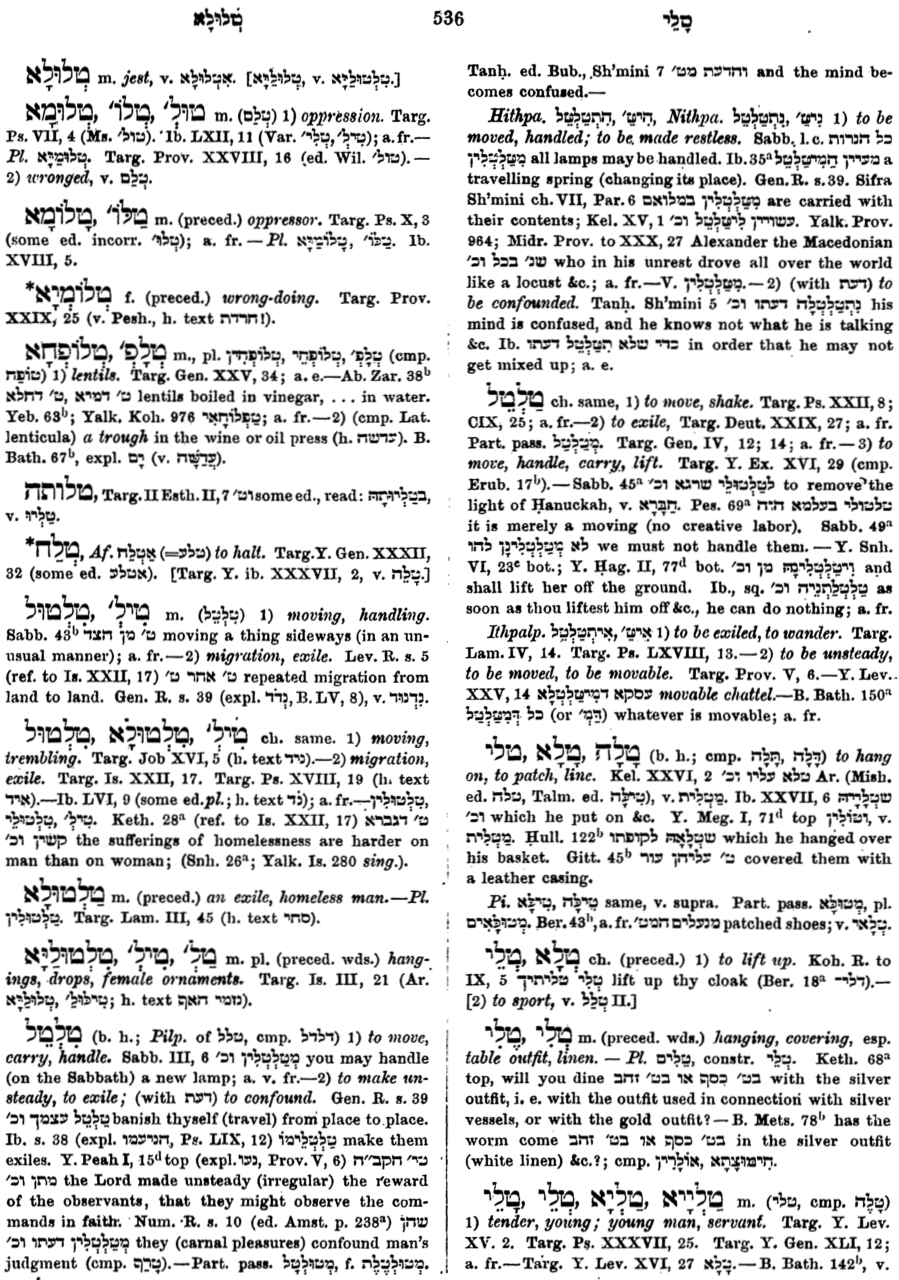 טְלוּלָא 536 טָלֵי
טְלוּלָא m. jest, v. אִטְלוּלָא. [טַלְטוּלַיָּא, v. טְלוּלַיָּא.]
טְלוּמָא, טְלוֹ׳, טוּל׳ m. (טְלַם) 1) oppression. Targ.
Ps. VII, 4 (Ms. טוּל׳). Ib. LXII, 11 (Var. טִילּ׳, טְלֵי׳); a. fr.—
Pl. טְלוּמַיָּא. Targ. Prov. XXVIII, 16 (ed. Wil. טול׳).—
2) wronged, v. טְלַם.
טָלוֹמָא, טַלּוֹ׳ m. (preced.) oppressor. Targ. Ps. X, 3
(some ed. incorr. טְלוּ׳); a. fr.—Pl. טָלוֹמַיָּא, טַלּוֹ׳. Ib.
XVIII, 5.
*טְלוֹמְיָא f. (preced.) wrong-doing. Targ. Prov.
XXIX, 25 (v. Pesh., h. text חרדת!).
טְלוֹפְחָא, טְלָפְ׳ m., pl. טְלוֹפְחִין, טְלוֹפְחֵי, טְלָפְ׳ (cmp.
טוֹפַח) 1) lentils. Targ. Gen. XXV, 34; a. e.—Ab. Zar. 38b
ט׳ דמיא, ט׳ דחלא lentils boiled in vinegar, ... in water.
Yeb. 63b; Yalk. Koh. 976 טַפְלוֹחָאֵי; a. fr.—2) (cmp. Lat.
lenticula) a trough in the wine or oil press (h. עדשה). B.
Bath. 67b, expl. יָם (v. עֲדָשָׁה).
טלותה, Targ. II Esth. II, 7 וט׳ some ed., read: בְּטַלְיוּתָהּ,
v. טַלְיוּ.
*טְלַח, Af. אַטְלַח (=טלע) to halt. Targ. Y. Gen. XXXII,
32 (some ed. אטלע). [Targ. Y. ib. XXXVII, 2, v. טָלֵה.]
טִלְטוּל, טִיל׳ m. (טַלְטֵל) 1) moving, handling.
Sabb. 43b ט׳ מן הצד moving a thing sideways (in an un-
usual manner); a. fr.—2) migration, exile. Lev. R. s. 5
(ref. to Is. XXII, 17) ט׳ אחר ט׳ repeated migration from
land to land. Gen. R. s. 39 (expl. נֹדִי, B. LV, 8), v. נִדְנוּד.
טִלְטוּל, טִלְטוּלָא, טִיל׳ ch. same. 1) moving,
trembling. Targ. Job XVI, 5 (h. text ניד).—2) migration,
exile. Targ. Is. XXII, 17. Targ. Ps. XVIII, 19 (h. text
איד).—Ib. LVI, 9 (some ed. pl.; h. text נֹד); a. fr.—טִלְטוּלִין,
טִלְטוּלֵי, טִיל׳. Keth. 28a (ref. to Is. XXII, 17) ט׳ דגברא
קשין וכ׳ the sufferings of homelessness are harder on
man than on woman; (Snh. 26a; Yalk. Is. 280 sing.).
טַלְטוּלָא m. (preced.) an exile, homeless man.—Pl.
טַלְטוּלִין. Targ. Lam. III, 45 (h. text סחי).
טִלְטוּלַיָּא, טִיל׳, טַל׳ m. pl. (preced. wds.) hang-
ings, drops, female ornaments. Targ. Is. III, 21 (Ar.
טִילּוּלַ׳, טְלוּלַיָּא; h. text נזמי האף).
טִלְטֵל (b. h.; Pilp. of טלל, cmp. דלדל) 1) to move,
carry, handle. Sabb. III, 6 מְטַלְטְלִין וכ׳ you may handle
(on the Sabbath) a new lamp; a. v. fr.—2) to make un-
steady, to exile; (with דעת) to confound. Gen. R. s. 39
טַלְטֵל עצמך וכ׳ banish thyself (travel) from place to place.
Ib. s. 38 (expl. הניעמו, Ps. LIX, 12) טַלְטְלֵימוֹ make them
exiles. Y. Peah I, 15d top (expl. נעו, Prov. V, 6) טי׳ הקב״ה
מתן וכ׳ the Lord made unsteady (irregular) the reward
of the observants, that they might observe the com-
mands in faith. Num. R. s. 10 (ed. Amst. p. 238a) שהן
מְטַלְטְלִין דעתו וכ׳ they (carnal pleasures) confound man's
judgment (cmp. טָרַף).—Part. pass. מְטוּלְטָל, f. מְטוּלְטֶלֶת.
Tanḥ. ed. Bub., Sh'mini 7 והדעת מט׳ and the mind be-
comes confused.—
Hithpa. הִתְטַלְטֵל, הִיט׳, Nithpa. נִתְטַלְטֵל, נִיט׳ 1) to be
moved, handled; to be made restless. Sabb. l. c. כל הנרות
מִטַּלְטְלִין all lamps may be handled. Ib. 35a מעיין הַמִּיטַּלְטֵל a
travelling spring (changing its place). Gen. R. s. 39. Sifra
Sh'mini ch. VII, Par. 6 מִטַּלְטְלִין במלואם are carried with
their contents; Kel. XV, 1 עשויין לִיטַּלְטֵל וכ׳. Yalk. Prov.
964; Midr. Prov. to XXX, 27 Alexander the Macedonian
שנ׳ בכל וכ׳ who in his unrest drove all over the world
like a locust &c.; a. fr.—V. מִטַּלְטְלִין.—2) (with דעת) to
be confounded. Tanḥ. Sh'mini 5 נִתְטַלְטְלָה דעתו וכ׳ his
mind is confused, and he knows not what he is talking
&c. Ib. כדי שלא תִּטַּלְטֵל דעתו in order that he may not
get mixed up; a. e.
טַלְטֵל ch. same, 1) to move, shake. Targ. Ps. XXII, 8;
CIX, 25; a. fr.—2) to exile, Targ. Deut. XXIX, 27; a. fr.
Part. pass. מְטַלְטַל. Targ. Gen. IV, 12; 14; a. fr.—3) to
move, handle, carry, lift. Targ. Y. Ex. XVI, 29 (cmp.
Erub. 17b).—Sabb. 45a לְטַלְטוּלֵי שרגא וכ׳ to remove the
light of Ḥanuckah, v. חַבָּרָא. Pes. 69a טלטולי בעלמא הוה
it is merely a moving (no creative labor). Sabb. 49a
לא מְטַלְטְלִינָן להו we must not handle them.—Y. Snh.
VI, 23c bot.; Y. Hag. II, 77d bot. וִיטַלְטְלִינָהּ מן וכ׳ and
shall lift her off the ground. Ib., sq. טַלְטַלְתְּנֵיהּ וכ׳ as
soon as thou liftest him off &c., he can do nothing; a. fr.
Ithpalp. אִיתְטַלְטֵל, אִיט׳ 1) to be exiled, to wander. Targ.
Lam. IV, 14. Targ. Ps. LXVIII, 13.—2) to be unsteady,
to be moved, to be movable. Targ. Prov. V, 6.—Y. Lev.
XXV, 14 עסקא דמִיטַּלְטְלָא movable chattel.—B. Bath. 150a
כל דְּמִטַּלְטֵל (or דְּמִ׳) whatever is movable; a. fr.
טָלָה, טְלָא, טלי (b. h.; cmp. דָּלָה, תָּלָה) to hang
on, to patch, line. Kel. XXVI, 2 טלא עליו וכ׳ Ar. (Mish.
ed. טלה, Talm. ed. טִילָּה), v. מַטְלִית. Ib. XXVII, 6 שטְלָיֵיהּ
וכ׳ which he put on &c. Y. Meg. I, 71d top וְטוֹלִין, v.
מַטְלִית. Ḥull. 122b שטְלָאָהּ לקופתו which he hanged over
his basket. Gitt. 45b ט׳ עליהן עור covered them with
a leather casing.
Pi. טִילָּה, טִילָּא same, v. supra. Part. pass. מְטוּלָּא, pl.
מְטוּלָּאִים. Ber. 43b, a. fr. מנעלים המט׳ patched shoes; v. טְלָאי.
טְלָא, טְלֵי ch. (preced.) 1) to lift up. Koh. R. to
IX, 5 טְלֵי טלותיך lift up thy cloak (Ber. 18a דלי־).—
[2) to sport, v. טְלַל II.]
טְלִי, טֳלִי m. (preced. wds.) hanging, covering, esp.
table outfit, linen.—Pl. טְלָיִם, constr. טְלֵי. Keth. 68a
top, will you dine בט׳ כסף או בט׳ זהב with the silver
outfit, i. e. with the outfit used in connection with silver
vessels, or with the gold outfit?—B. Mets. 78b has the
worm come בט׳ כסף או בט׳ זהב in the silver outfit
(white linen) &c.?; cmp. חִימּוּצָתָא, אוֹלָרְיִין.
טָלֵי, טְלֵי, טַלְיָא, טַלְיָיא m. (טלי, cmp. טָלֶה)
1) tender, young; young man, servant. Targ. Y. Lev.
XV. 2. Targ. Ps. XXXVII, 25. Targ. Y. Gen. XLI, 12;
a. fr.—Targ. Y. Lev. XVI, 27 טָלֵא.—B. Bath. 142b, v.